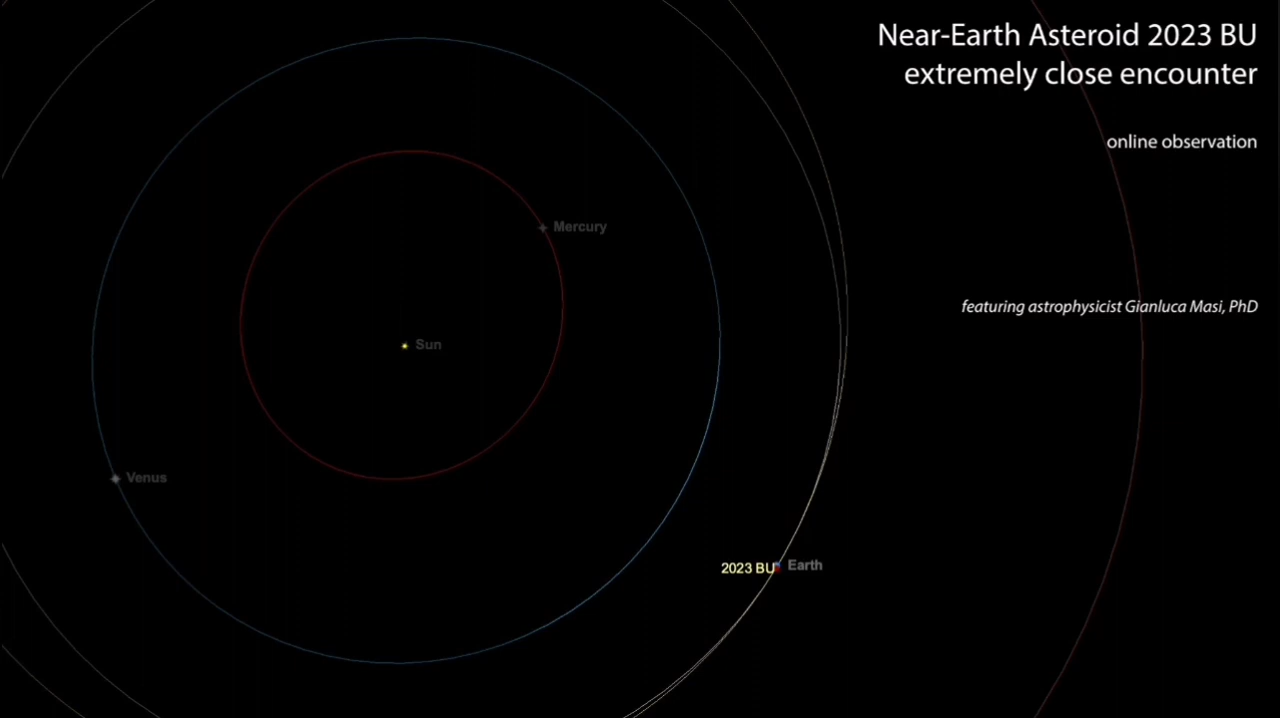 Near-Earth Asteroid 2023 BU
extremely close encounter
online observation
Mercury
featuring astrophysicist Gianluca Masi, PhD
Sun
Venus
2023 BU
Earth